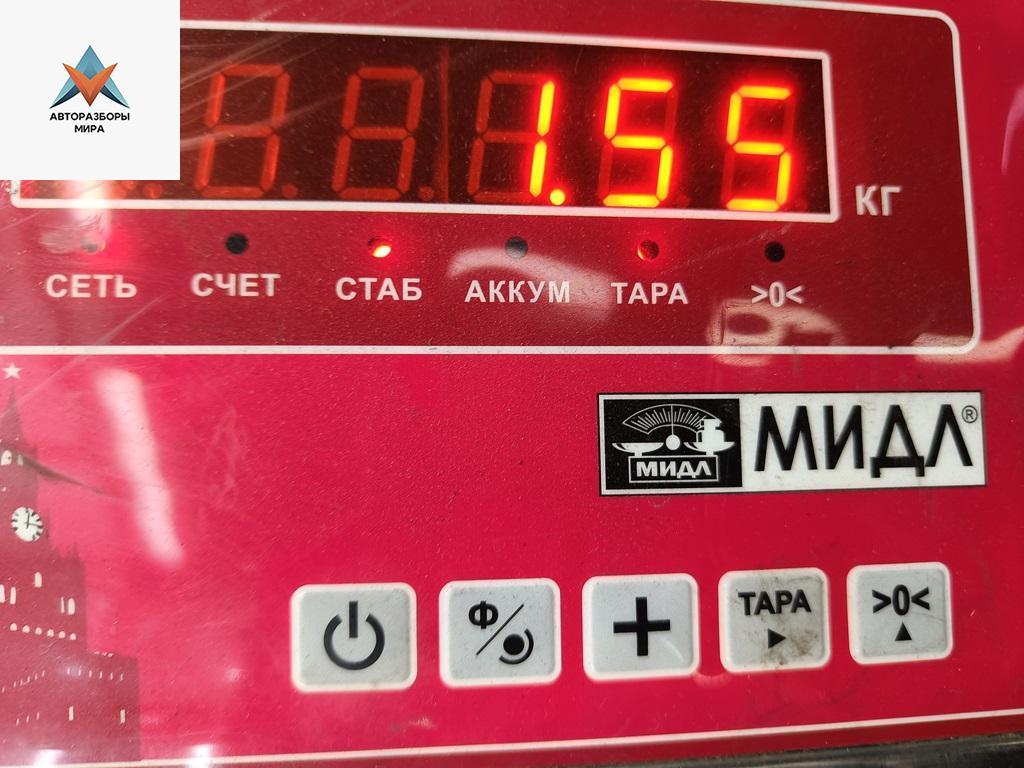 АВТОРАЗБОРЫ
МИРА
1.55
КГ
СЕТЬ СЧЕТ СТАБ АККУМ ТАРА >0<
МИДЛ МИДЛ®
Ф/ + ТАРА >0<